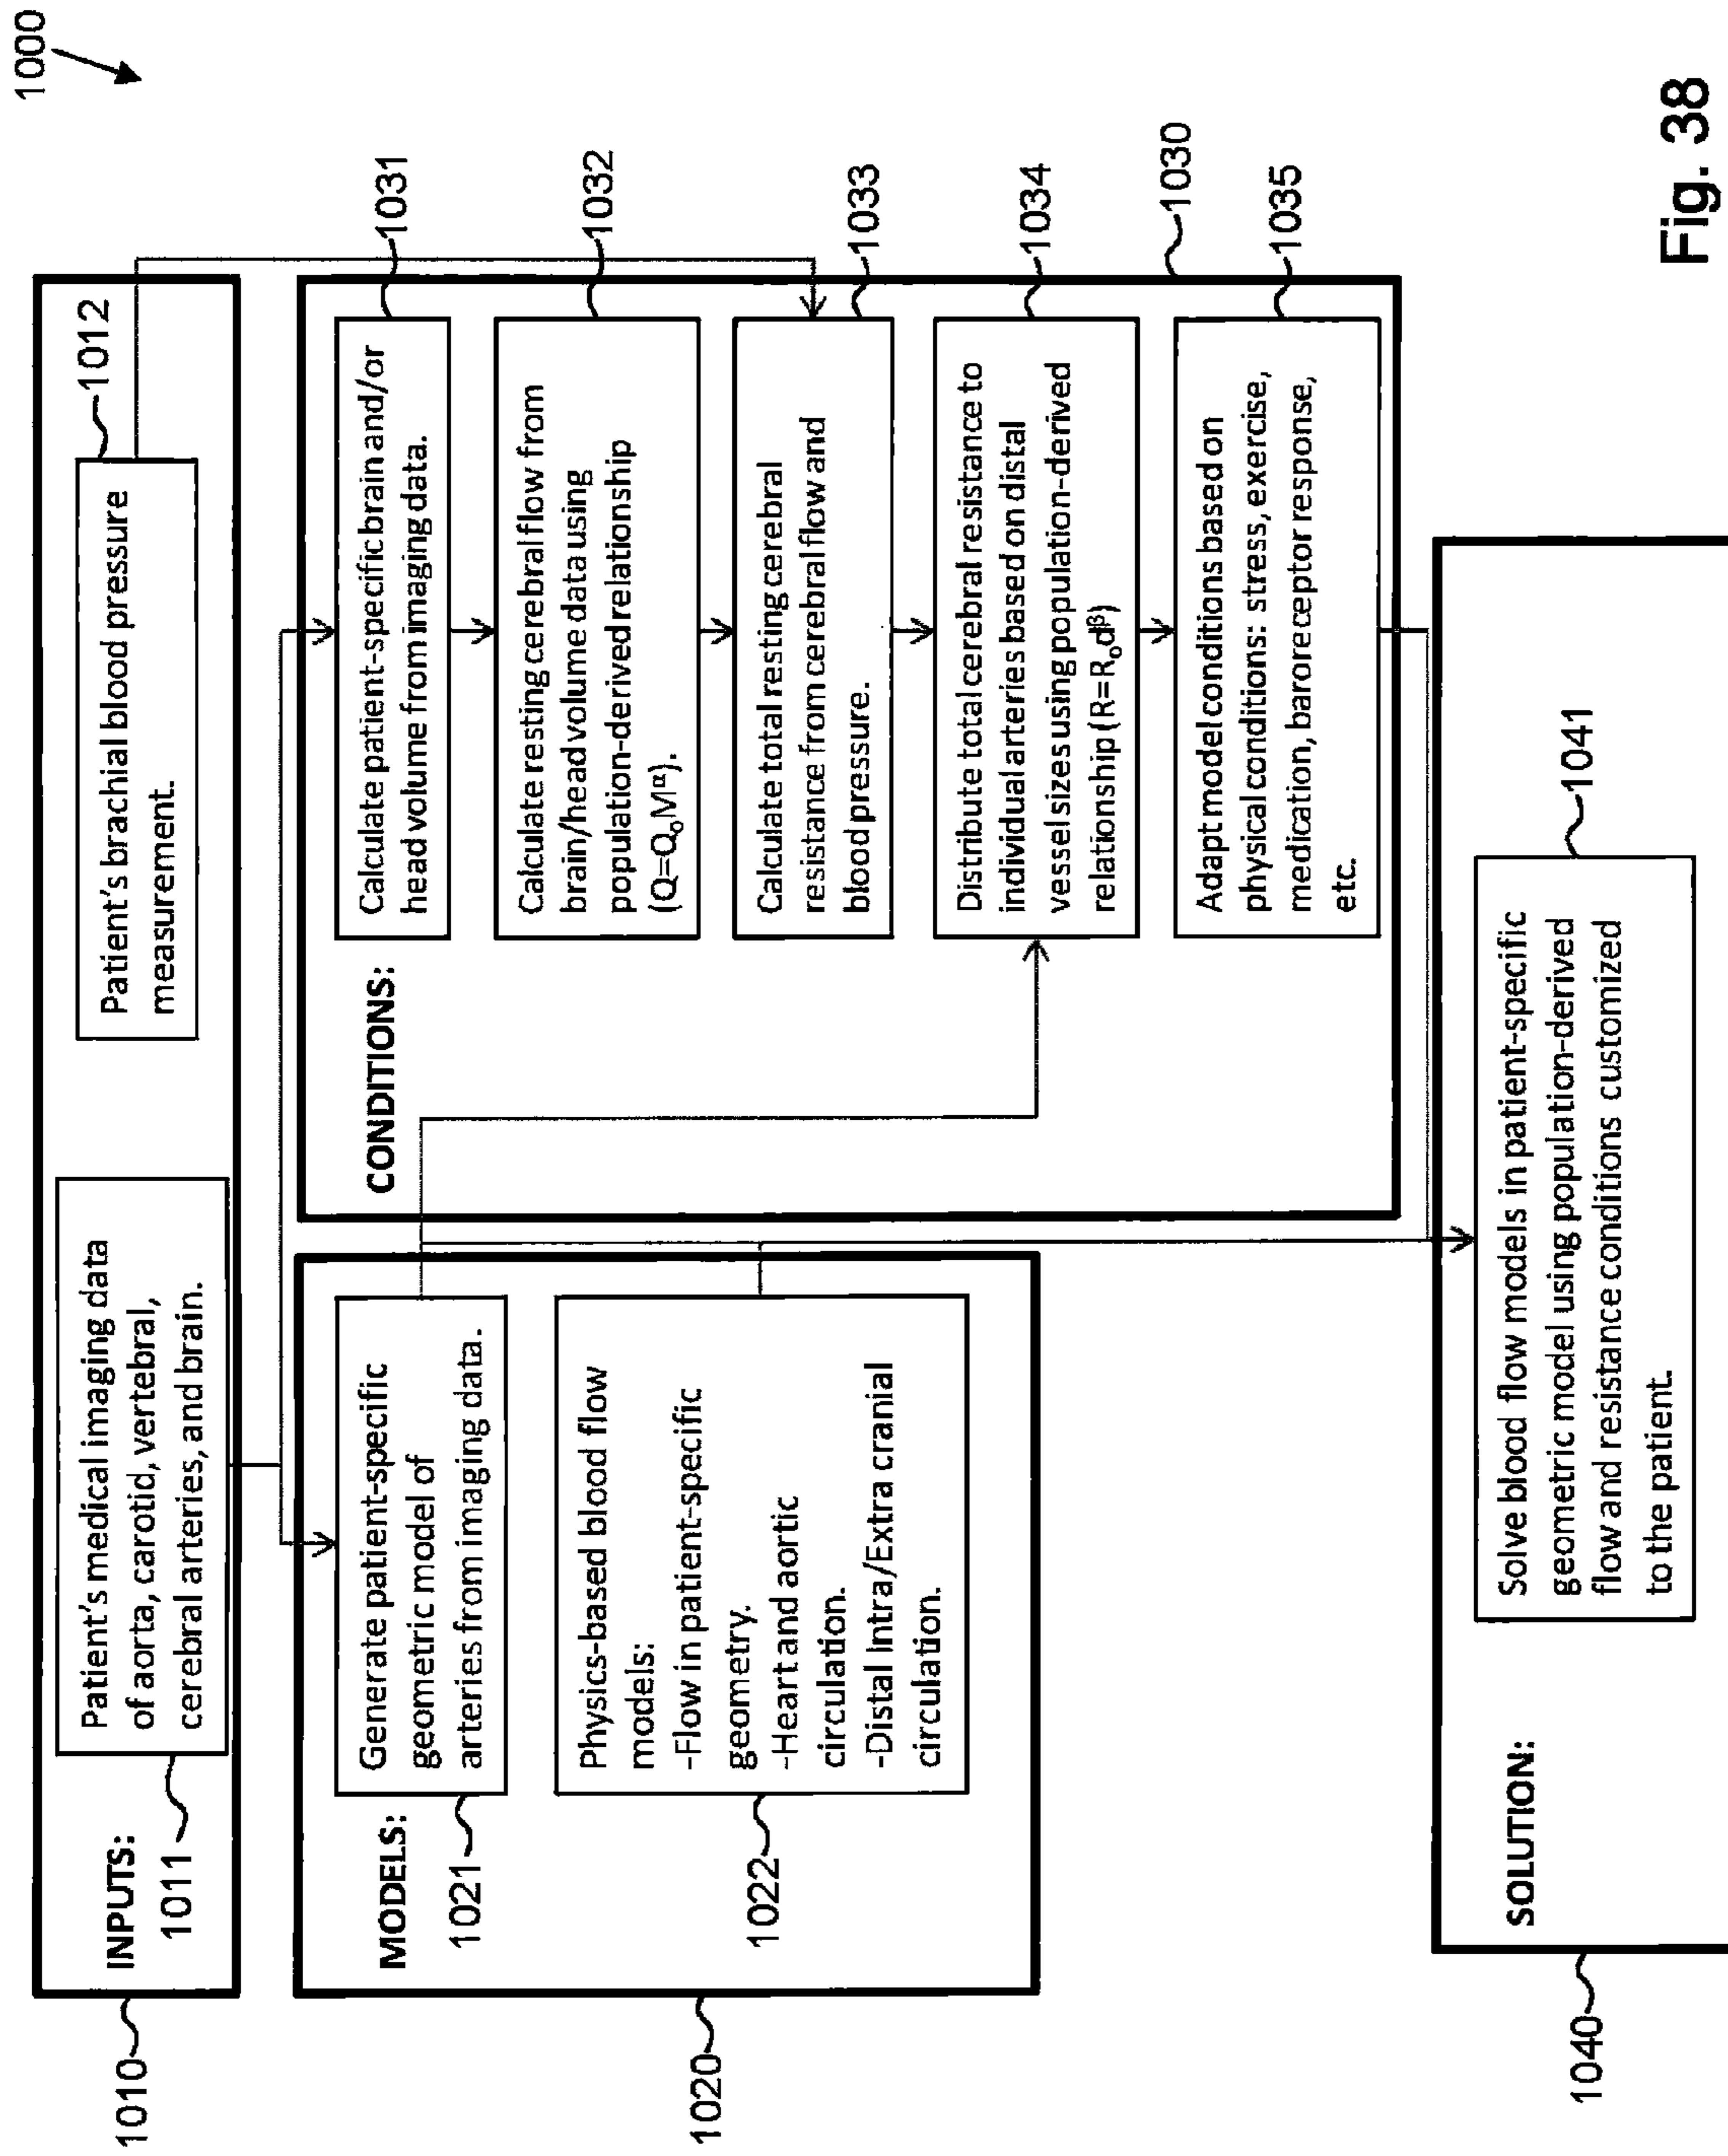 1000
1010
INPUTS:
1011
Patient's medical imaging data
of aorta, carotid, vertebral,
cerebral arteries, and brain.
1012
Patient's brachial blood pressure
measurement.
1020
MODELS:
1021
Generate patient-specific
geometric model of
arteries from imaging data.
1022
Physics-based blood flow
models:
-Flow in patient-specific
geometry.
-Heart and aortic
circulation.
-Distal Intra/Extra cranial
circulation.
CONDITIONS:
1031
Calculate patient-specific brain and/or
head volume from imaging data.
1032
Calculate resting cerebral flow from
brain/head volume data using
population-derived relationship
(Q=Q₀Mᵅ).
1033
Calculate total resting cerebral
resistance from cerebral flow and
blood pressure.
1034
Distribute total cerebral resistance to
individual arteries based on distal
vessel sizes using population-derived
relationship (R=R₀dᵝ)
1030
1035
Adapt model conditions based on
physical conditions: stress, exercise,
medication, baroreceptor response,
etc.
1040
SOLUTION:
1041
Solve blood flow models in patient-specific
geometric model using population-derived
flow and resistance conditions customized
to the patient.
Fig. 38